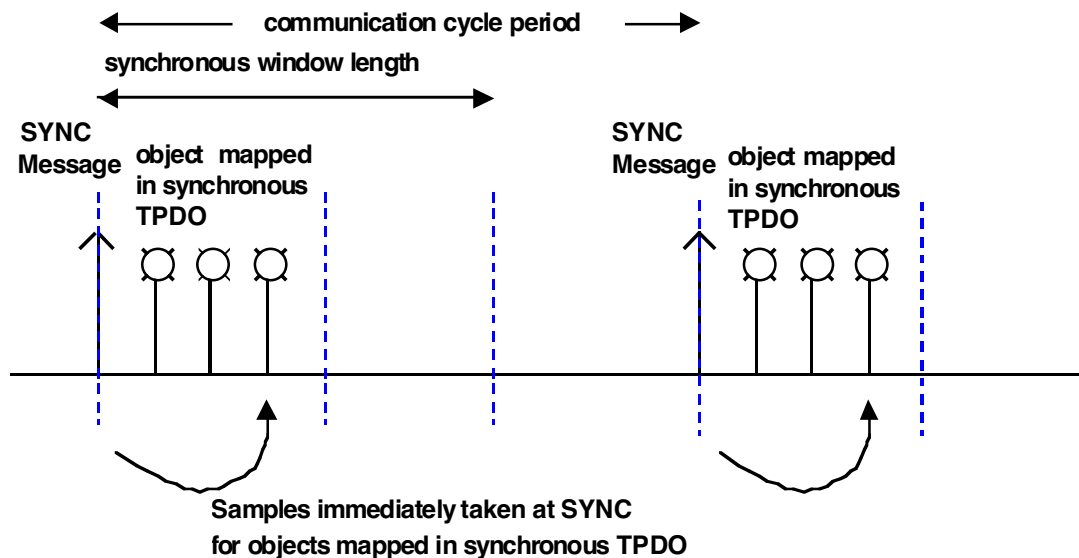 communication cycle period
synchronous window length
SYNC
Message
object mapped
in synchronous
TPDO
SYNC
Message
object mapped
in synchronous
TPDO
Samples immediately taken at SYNC
for objects mapped in synchronous TPDO